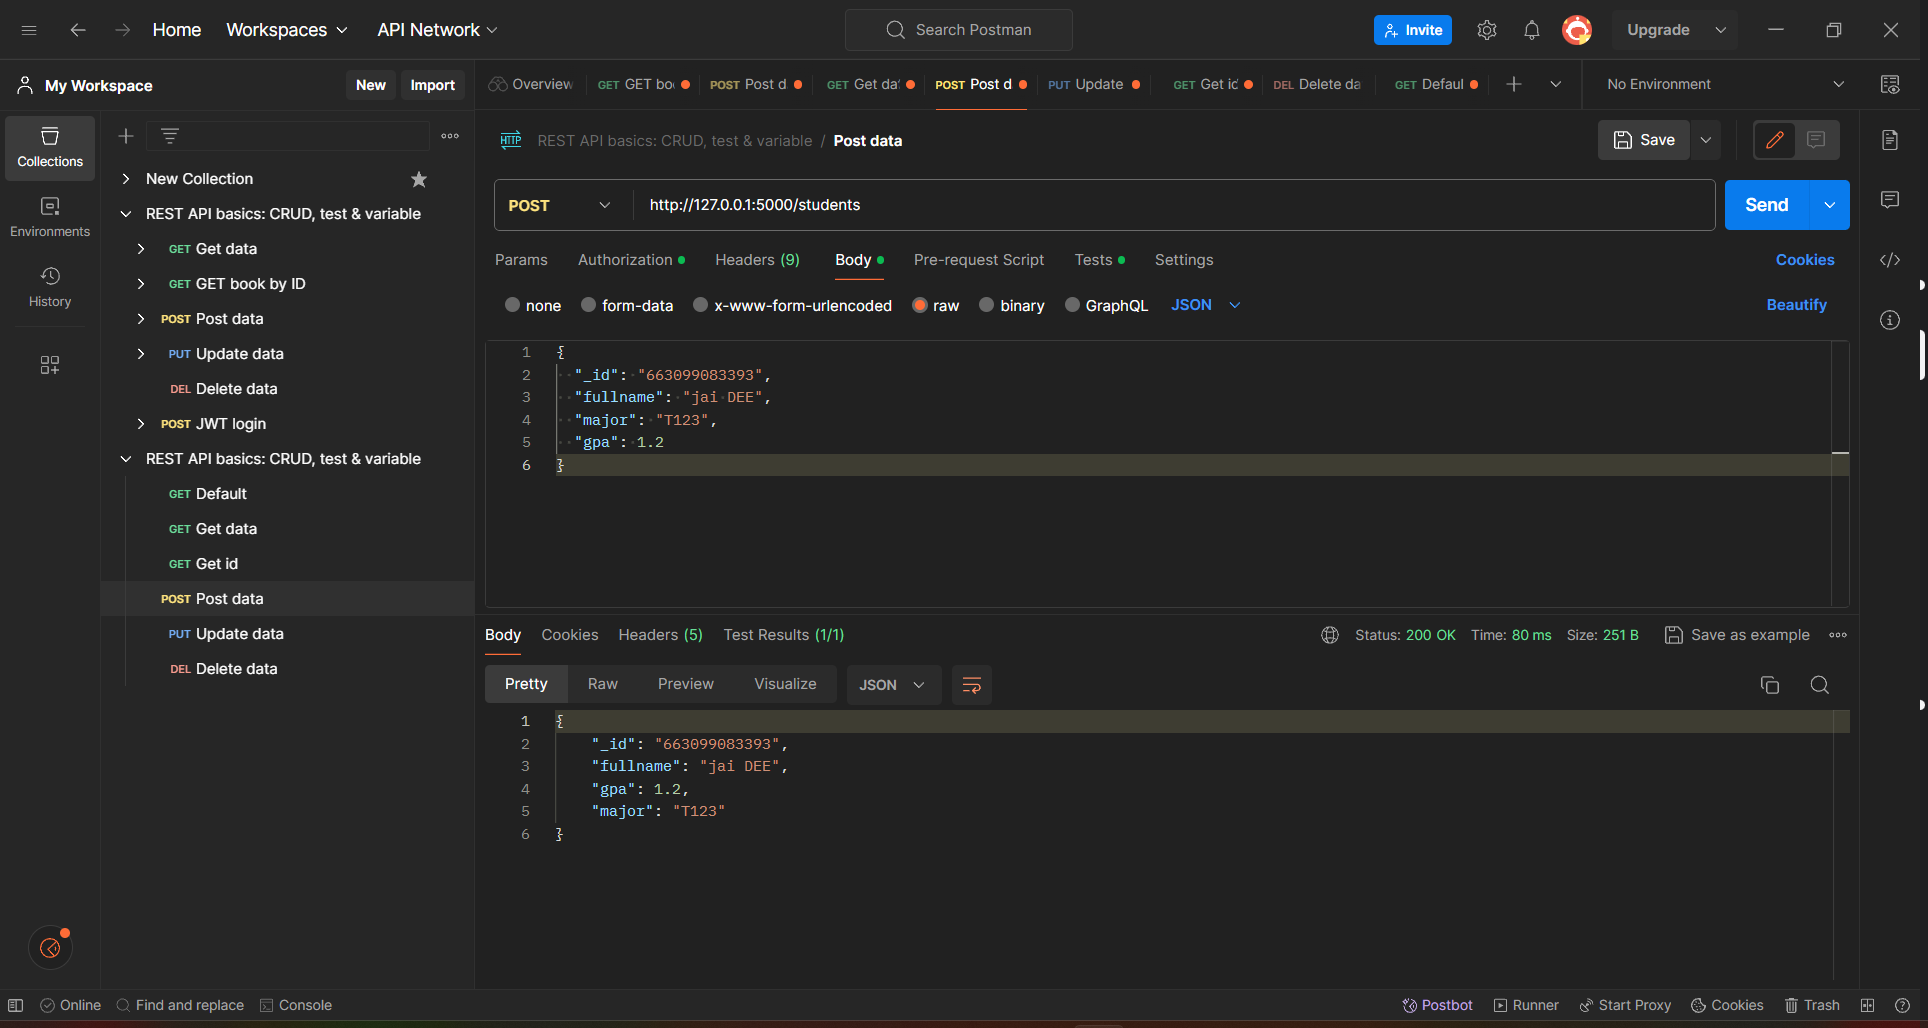 Home Workspaces API Network Search Postman Invite Upgrade
My Workspace New Import
Overview GET GET bo POST Post d GET Get da POST Post d PUT Update GET Get ic DEL Delete da GET Defaul No Environment
Collections
Environments
History
New Collection
REST API basics: CRUD, test & variable
GET Get data
GET GET book by ID
POST Post data
PUT Update data
DEL Delete data
POST JWT login
REST API basics: CRUD, test & variable
GET Default
GET Get data
GET Get id
POST Post data
PUT Update data
DEL Delete data
HTTP REST API basics: CRUD, test & variable / Post data Save
POST http://127.0.0.1:5000/students Send
Params Authorization Headers (9) Body Pre-request Script Tests Settings Cookies
none form-data x-www-form-urlencoded raw binary GraphQL JSON Beautify
1 {
2 "_id": "663099083393",
3 "fullname": "jai DEE",
4 "major": "T123",
5 "gpa": 1.2
6 }
Body Cookies Headers (5) Test Results (1/1) Status: 200 OK Time: 80 ms Size: 251 B Save as example
Pretty Raw Preview Visualize JSON
1 {
2 "_id": "663099083393",
3 "fullname": "jai DEE",
4 "gpa": 1.2,
5 "major": "T123"
6 }
Online Find and replace Console Postbot Runner Start Proxy Cookies Trash